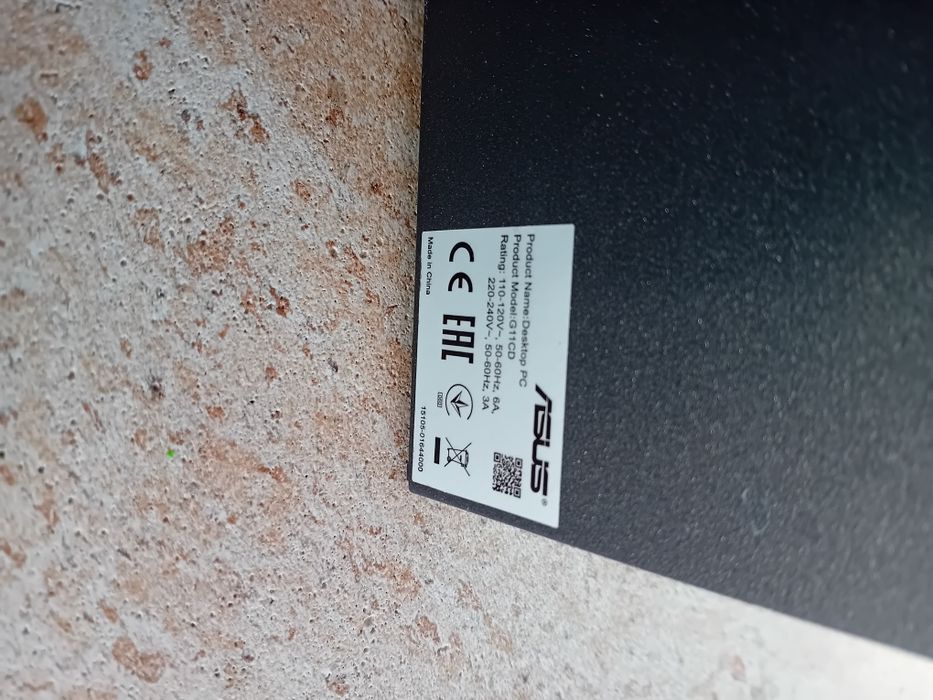 ASUS®
Product Name:Desktop PC
Product Model:G11CD
Rating: 110-120V~, 50-60Hz, 6A,
220-240V~, 50-60Hz, 3A
CE EAC
Made in China
15105-01644000